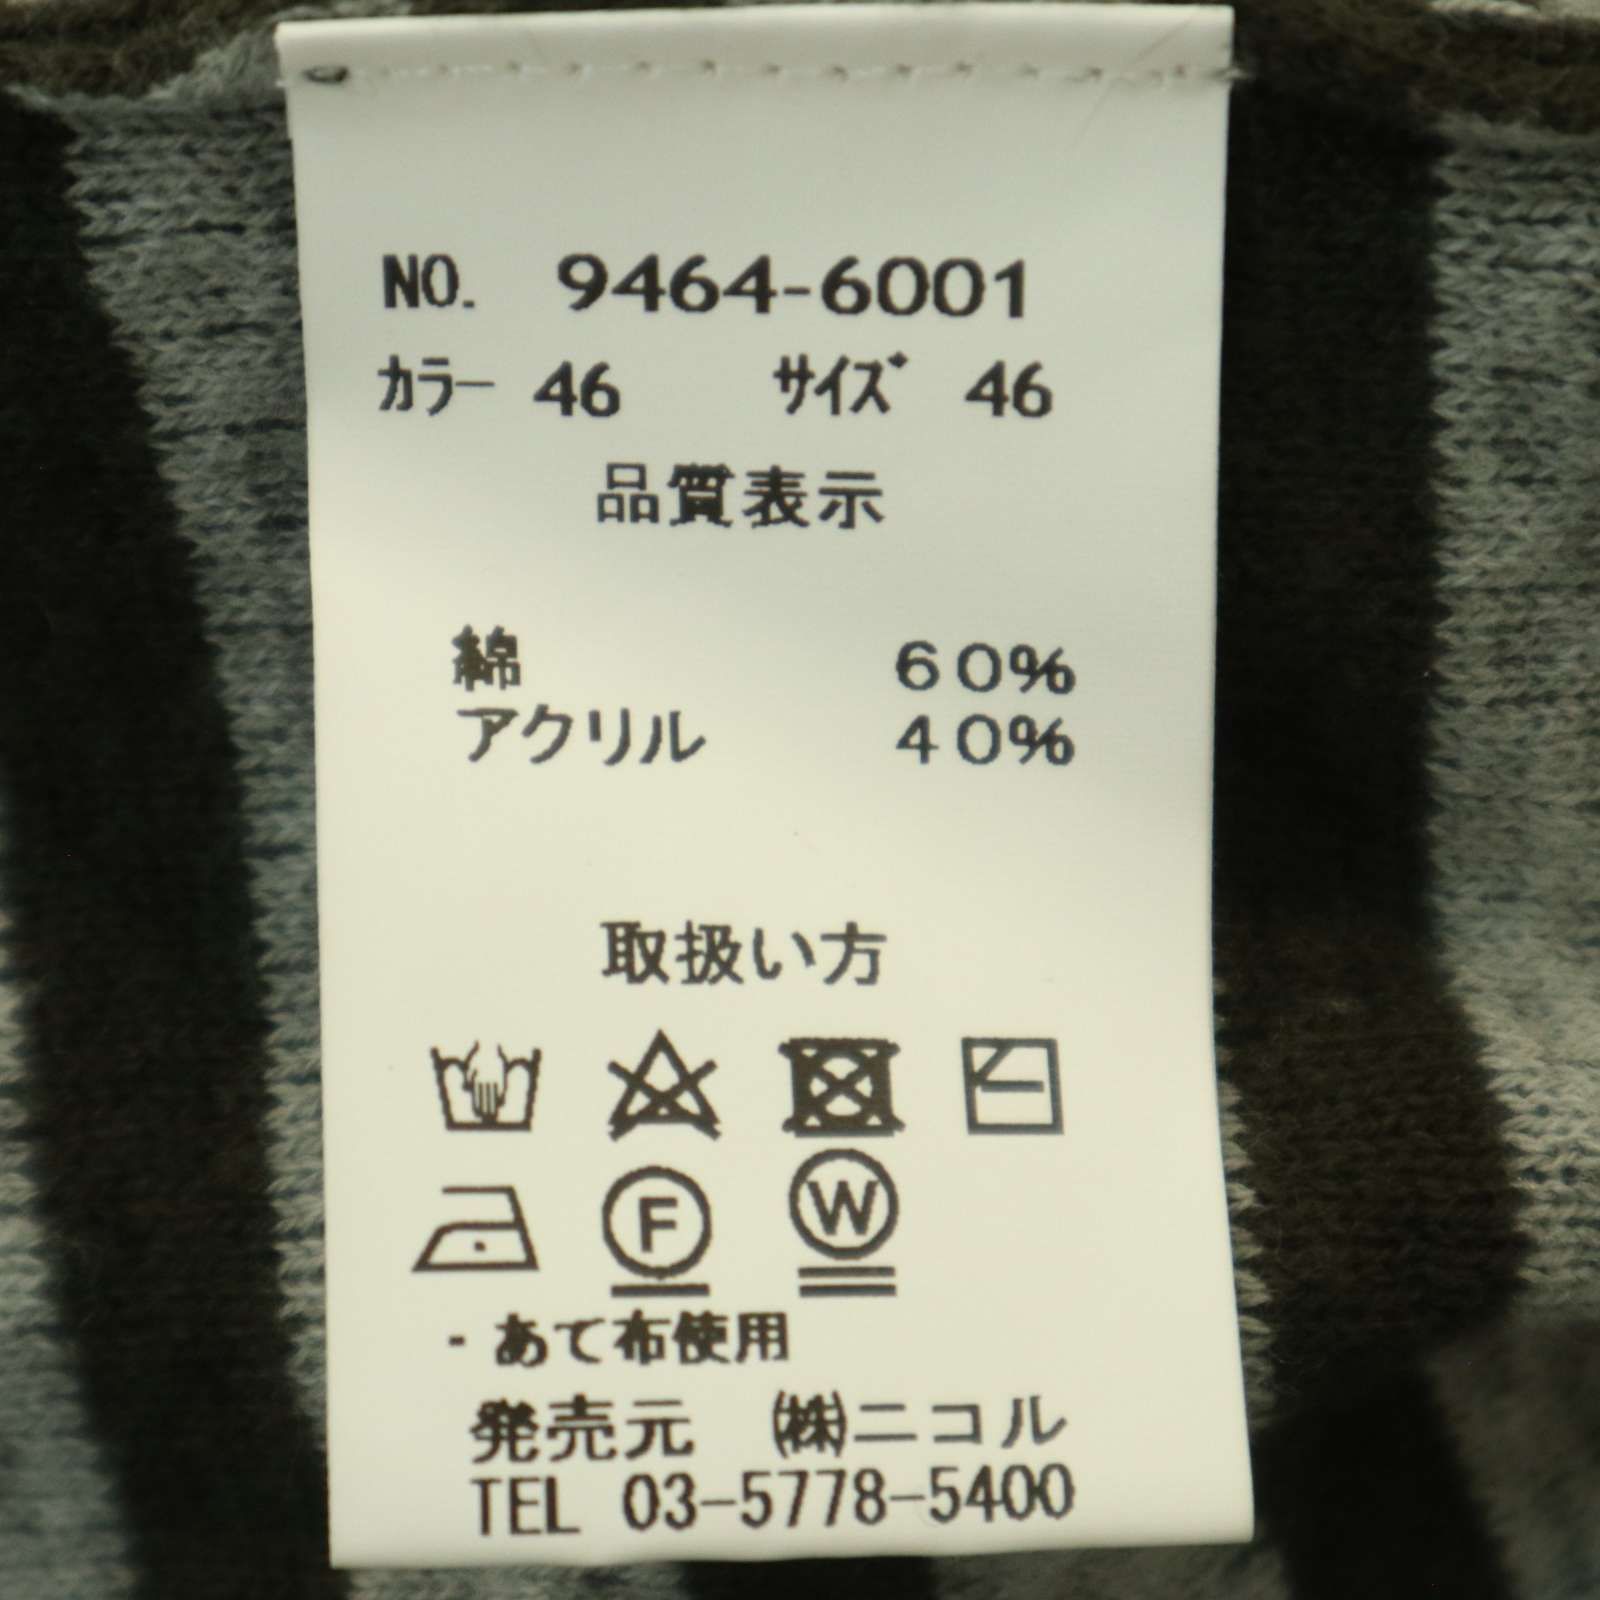 NO. 9464-6001
カラー 46 サイズ 46
品質表示
綿 60%
アクリル 40%
取扱い方
F W
- あて布使用
発売元 ㈱ニコル
TEL 03-5778-5400